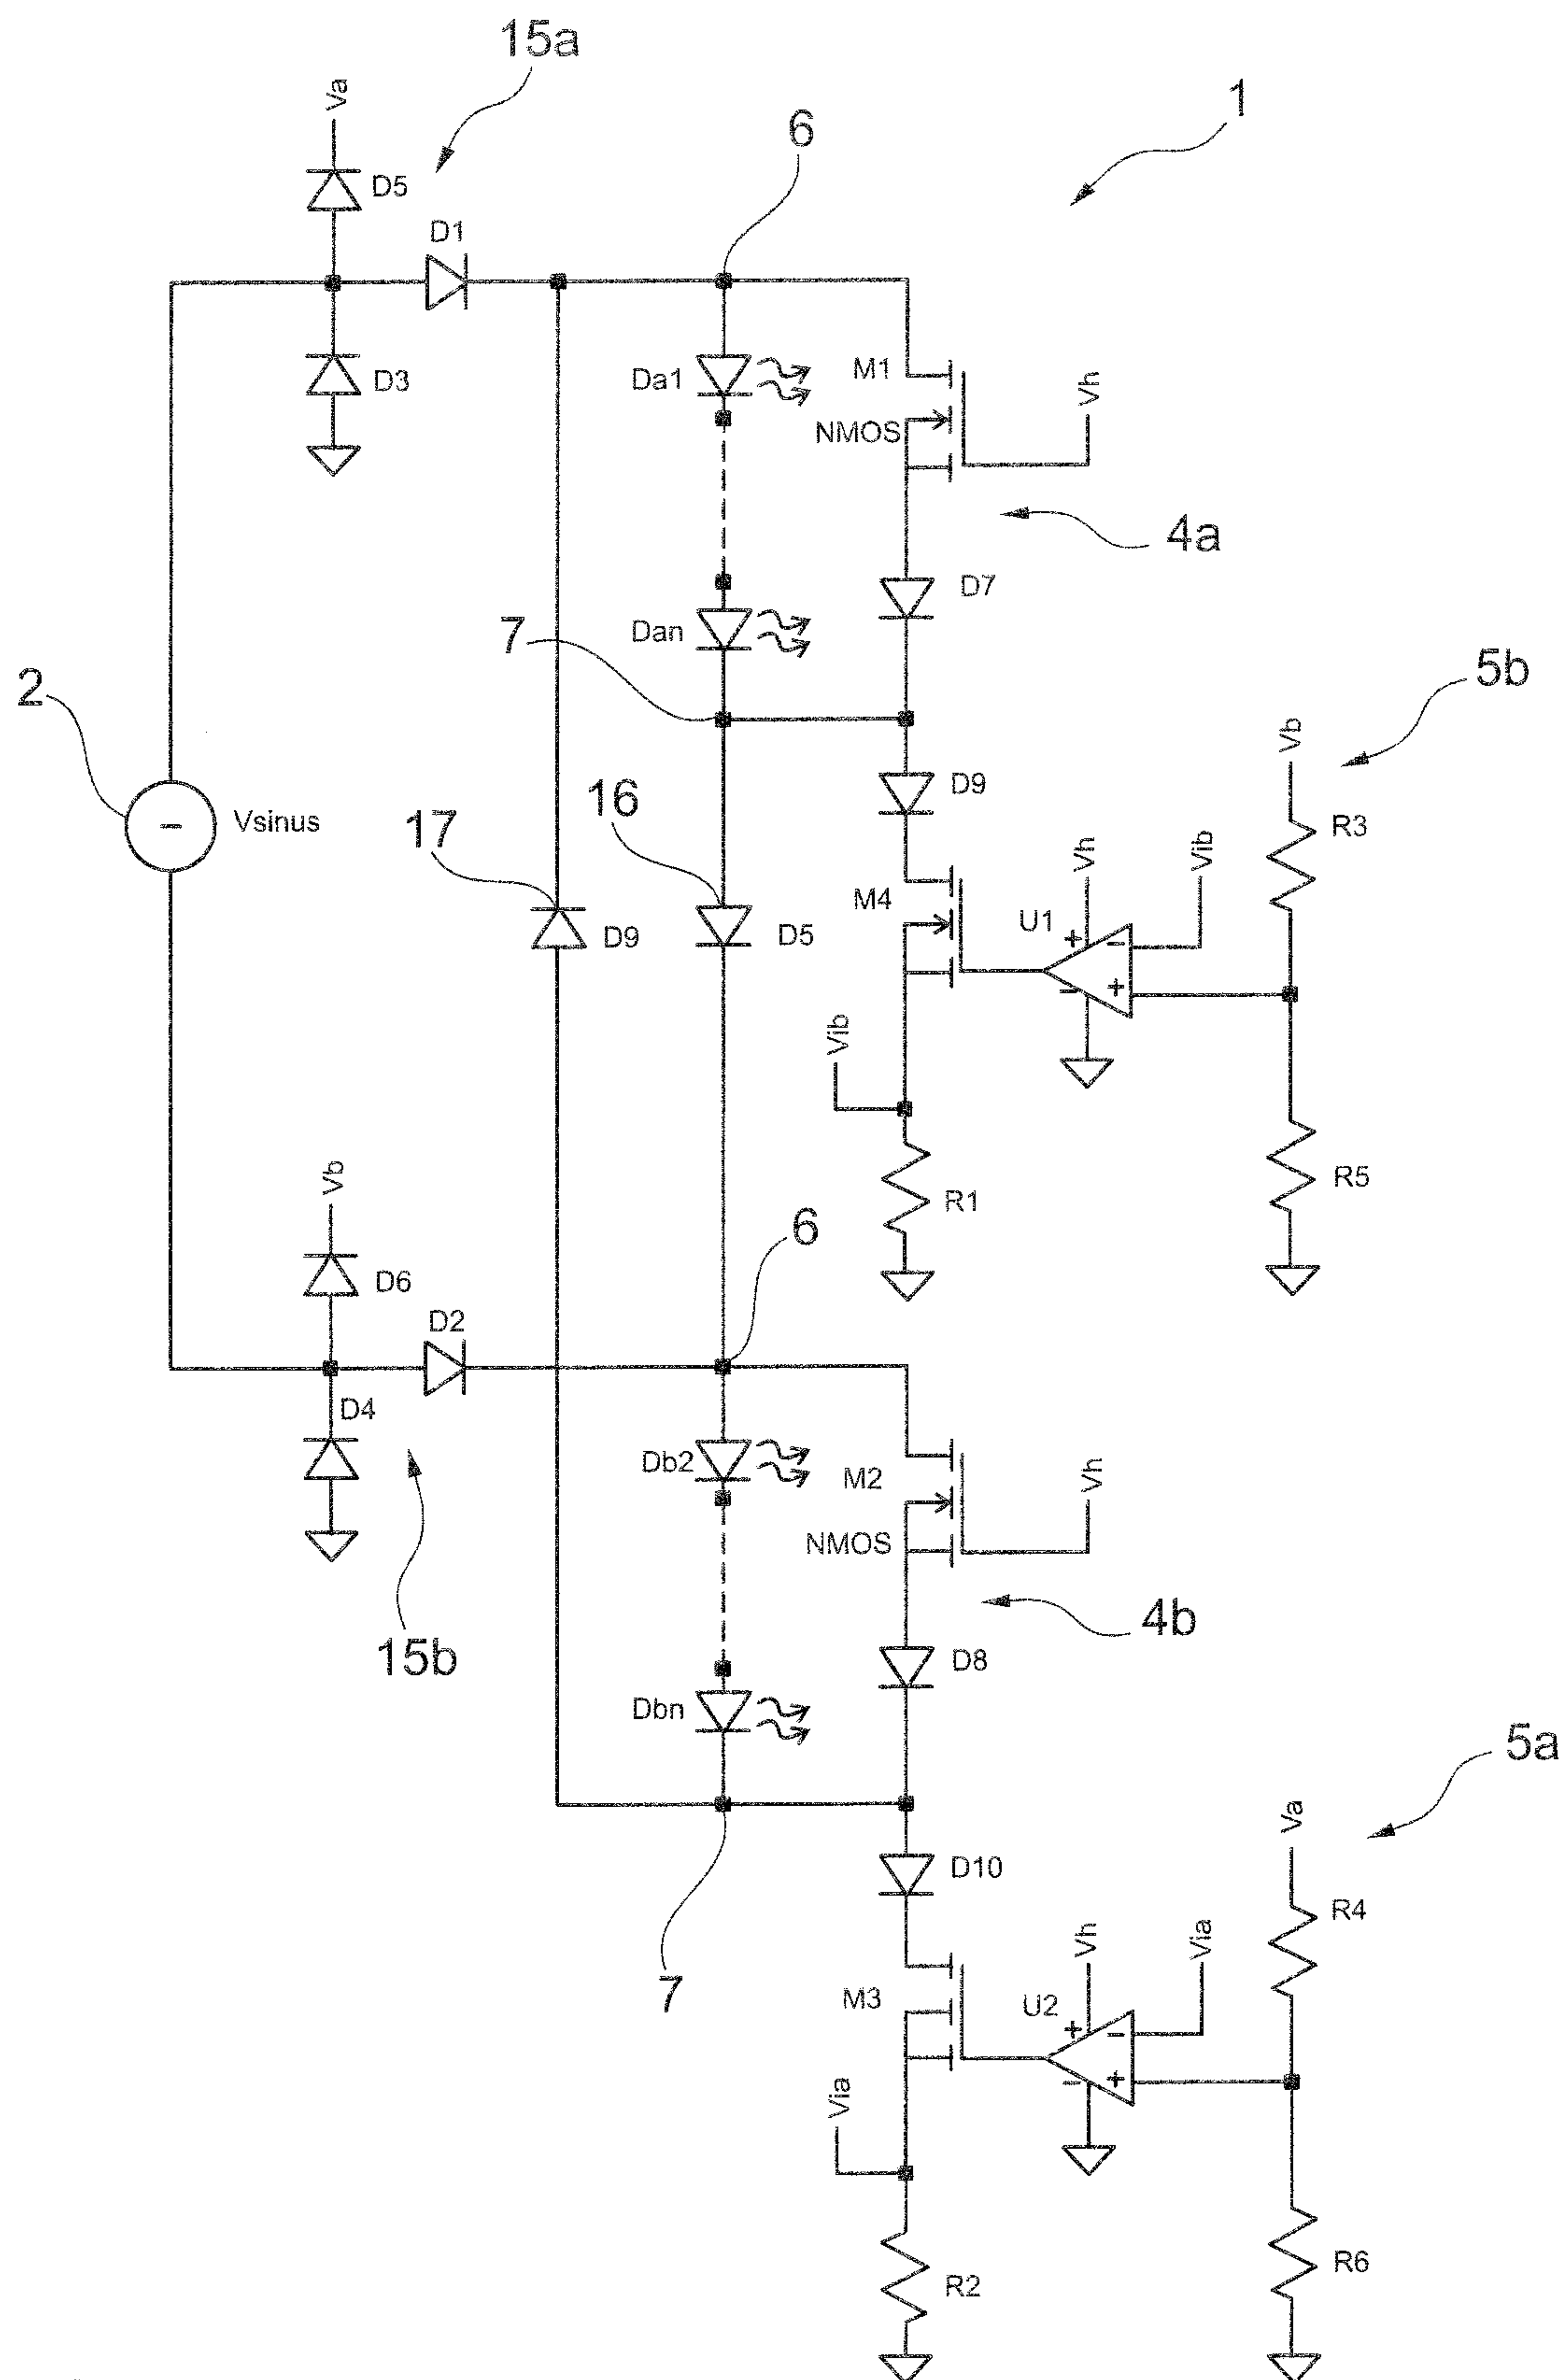 15a
Va
1
6
D5
D1
D3
Da1
M1
Vh
NMOS
4a
D7
Dan
7
5b
2
Vb
D9
16
R3
Vsinus
17
Vh
Vib
M4
U1
D9
D5
+
−
−
+
Vib
R5
Vb
R1
6
D6
D2
D4
Db2
M2
Vh
NMOS
4b
15b
D8
Dbn
5a
Va
D10
R4
Vh
Via
7
M3
U2
+
−
−
+
Via
R6
R2